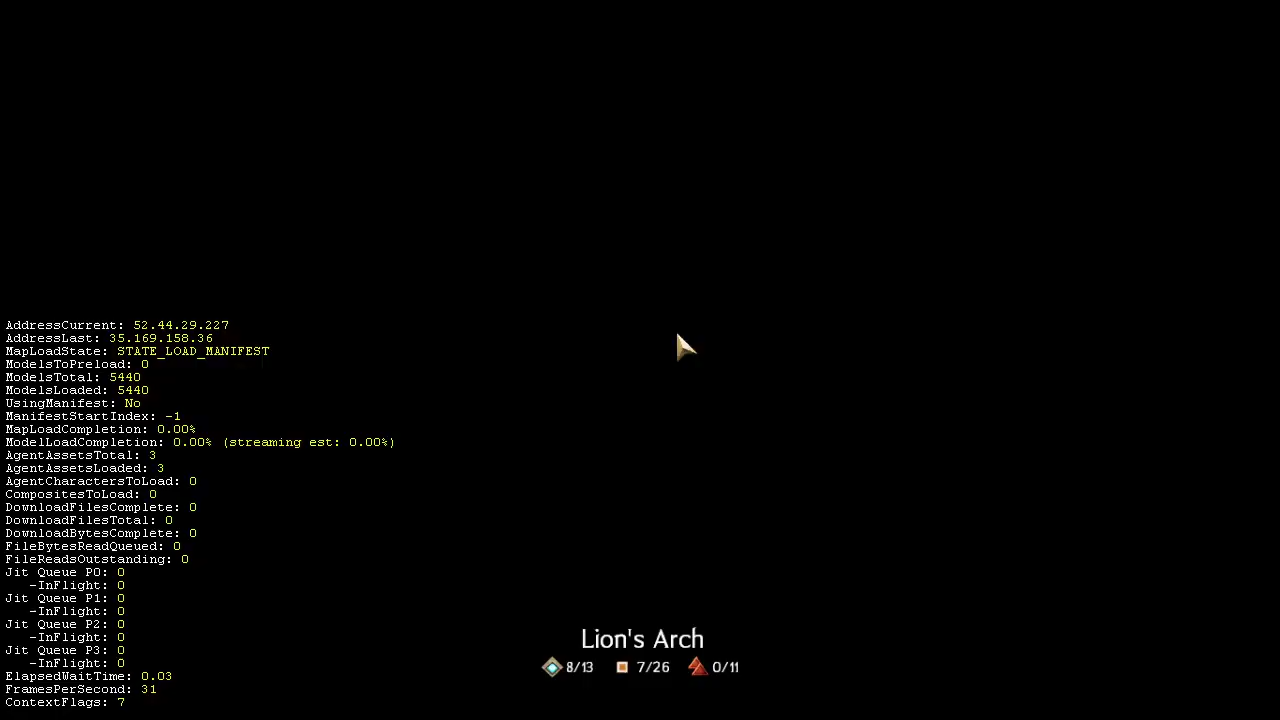 AddressCurrent: 52.44.29.227
AddressLast: 35.169.158.36
MapLoadState: STATE_LOAD_MANIFEST
ModelsToPreload: 0
ModelsTotal: 5440
ModelsLoaded: 5440
UsingManifest: No
ManifestStartIndex: -1
MapLoadCompletion: 0.00%
ModelLoadCompletion: 0.00% (streaming est: 0.00%)
AgentAssetsTotal: 3
AgentAssetsLoaded: 3
AgentCharactersToLoad: 0
CompositesToLoad: 0
DownloadFilesComplete: 0
DownloadFilesTotal: 0
DownloadBytesComplete: 0
FileBytesReadQueued: 0
FileReadsOutstanding: 0
Jit Queue P0: 0
-InFlight: 0
Jit Queue P1: 0
-InFlight: 0
Jit Queue P2: 0
-InFlight: 0
Jit Queue P3: 0
-InFlight: 0
ElapsedWaitTime: 0.03
FramesPerSecond: 31
ContextFlags: 7
Lion's Arch
8/13 7/26 0/11